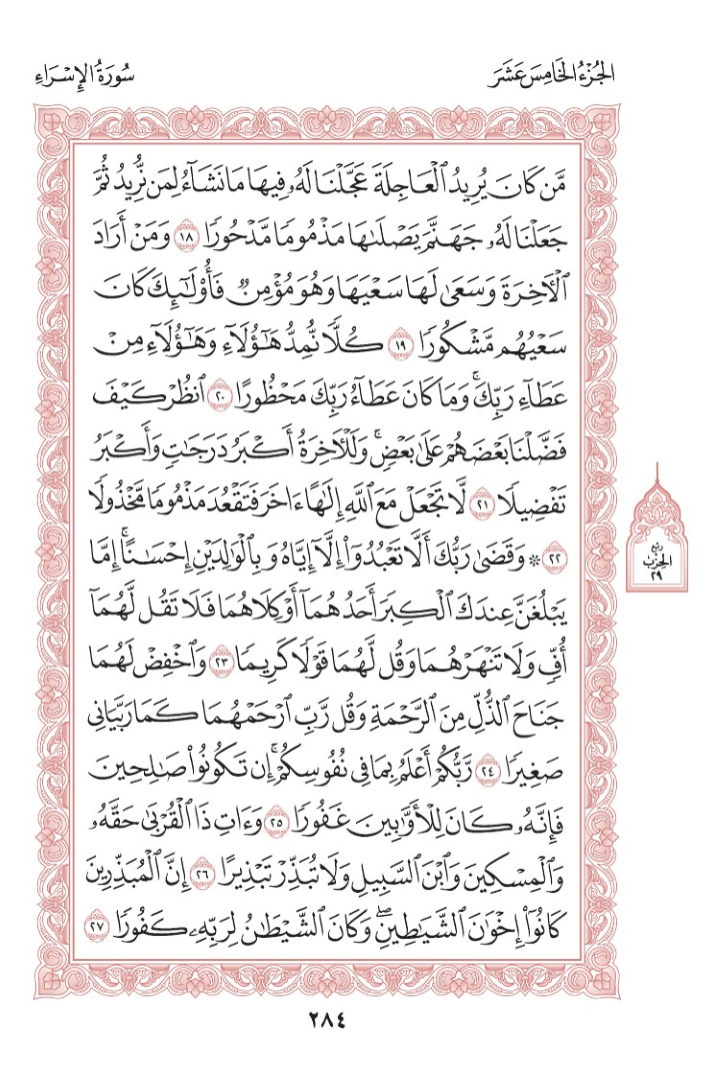 الجُزْءُ الخَامِسَ عَشَرَ
سُورَةُ الإِسْرَاءِ
مَّن كَانَ يُرِيدُ ٱلْعَاجِلَةَ عَجَّلْنَا لَهُۥ فِيهَا مَا نَشَآءُ لِمَن نُّرِيدُ ثُمَّ
جَعَلْنَا لَهُۥ جَهَنَّمَ يَصْلَىٰهَا مَذْمُومًا مَّدْحُورًا ١٨ وَمَنْ أَرَادَ
ٱلْأَخِرَةَ وَسَعَىٰ لَهَا سَعْيَهَا وَهُوَ مُؤْمِنٌ فَأُوْلَـٰٓئِكَ كَانَ
سَعْيُهُم مَّشْكُورًا ١٩ كُلًّا نُّمِدُّ هَـٰٓؤُلَآءِ وَهَـٰٓؤُلَآءِ مِنْ
عَطَآءِ رَبِّكَۚ وَمَا كَانَ عَطَآءُ رَبِّكَ مَحْظُورًا ٢٠ ٱنظُرْ كَيْفَ
فَضَّلْنَا بَعْضَهُمْ عَلَىٰ بَعْضٍۚ وَلَلْأَخِرَةُ أَكْبَرُ دَرَجَـٰتٍ وَأَكْبَرُ
تَفْضِيلًا ٢١ لَّا تَجْعَلْ مَعَ ٱللَّهِ إِلَـٰهًا ءَاخَرَ فَتَقْعُدَ مَذْمُومًا مَّخْذُولًا
٢٢ ۞ وَقَضَىٰ رَبُّكَ أَلَّا تَعْبُدُوٓاْ إِلَّآ إِيَّاهُ وَبِٱلْوَٰلِدَيْنِ إِحْسَـٰنًاۚ إِمَّا
يَبْلُغَنَّ عِندَكَ ٱلْكِبَرَ أَحَدُهُمَآ أَوْ كِلَاهُمَا فَلَا تَقُل لَّهُمَآ
أُفٍّ وَلَا تَنْهَرْهُمَا وَقُل لَّهُمَا قَوْلًا كَرِيمًا ٢٣ وَٱخْفِضْ لَهُمَا
جَنَاحَ ٱلذُّلِّ مِنَ ٱلرَّحْمَةِ وَقُل رَّبِّ ٱرْحَمْهُمَا كَمَا رَبَّيَانِى
صَغِيرًا ٢٤ رَّبُّكُمْ أَعْلَمُ بِمَا فِى نُفُوسِكُمْۚ إِن تَكُونُواْ صَـٰلِحِينَ
فَإِنَّهُۥ كَانَ لِلْأَوَّٰبِينَ غَفُورًا ٢٥ وَءَاتِ ذَا ٱلْقُرْبَىٰ حَقَّهُۥ
وَٱلْمِسْكِينَ وَٱبْنَ ٱلسَّبِيلِ وَلَا تُبَذِّرْ تَبْذِيرًا ٢٦ إِنَّ ٱلْمُبَذِّرِينَ
كَانُوٓاْ إِخْوَٰنَ ٱلشَّيَـٰطِينِۖ وَكَانَ ٱلشَّيْطَـٰنُ لِرَبِّهِۦ كَفُورًا ٢٧
رُبْع
الحِزْب
٢٩
٢٨٤